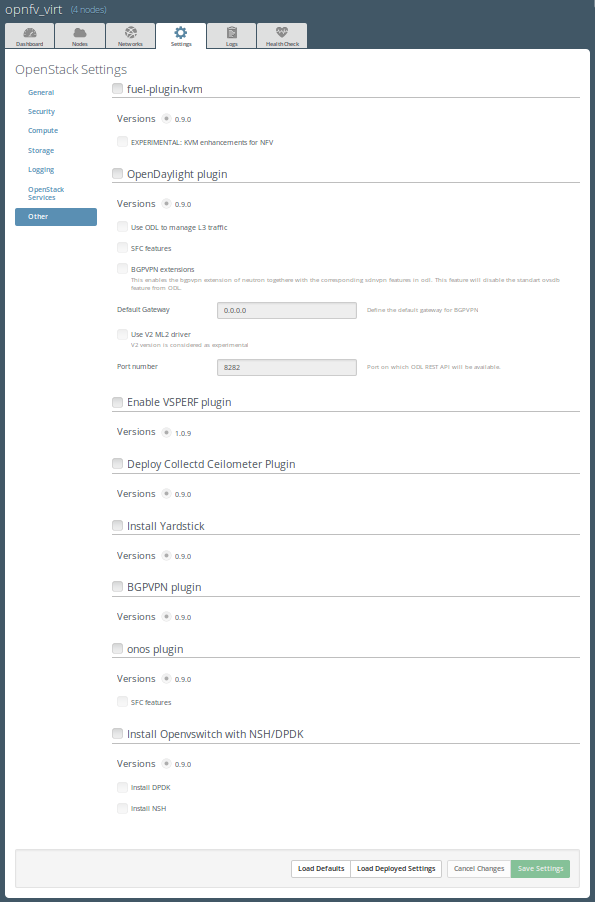 opnfv_virt (4 nodes)
Dashboard Nodes Networks Settings Logs Health Check
OpenStack Settings
General
Security
Compute
Storage
Logging
OpenStack
Services
Other
fuel-plugin-kvm
Versions 0.9.0
EXPERIMENTAL: KVM enhancements for NFV
OpenDaylight plugin
Versions 0.9.0
Use ODL to manage L3 traffic
SFC features
BGPVPN extensions
This enables the bgpvpn extension of neutron togethere with the corresponding sdnvpn features in odl. This feature will disable the standart ovsdb
feature from ODL.
Default Gateway 0.0.0.0 Define the default gateway for BGPVPN
Use V2 ML2 driver
V2 version is considered as experimental
Port number 8282 Port on which ODL REST API will be available.
Enable VSPERF plugin
Versions 1.0.9
Deploy Collectd Ceilometer Plugin
Versions 0.9.0
Install Yardstick
Versions 0.9.0
BGPVPN plugin
Versions 0.9.0
onos plugin
Versions 0.9.0
SFC features
Install Openvswitch with NSH/DPDK
Versions 0.9.0
Install DPDK
Install NSH
Load Defaults Load Deployed Settings Cancel Changes Save Settings